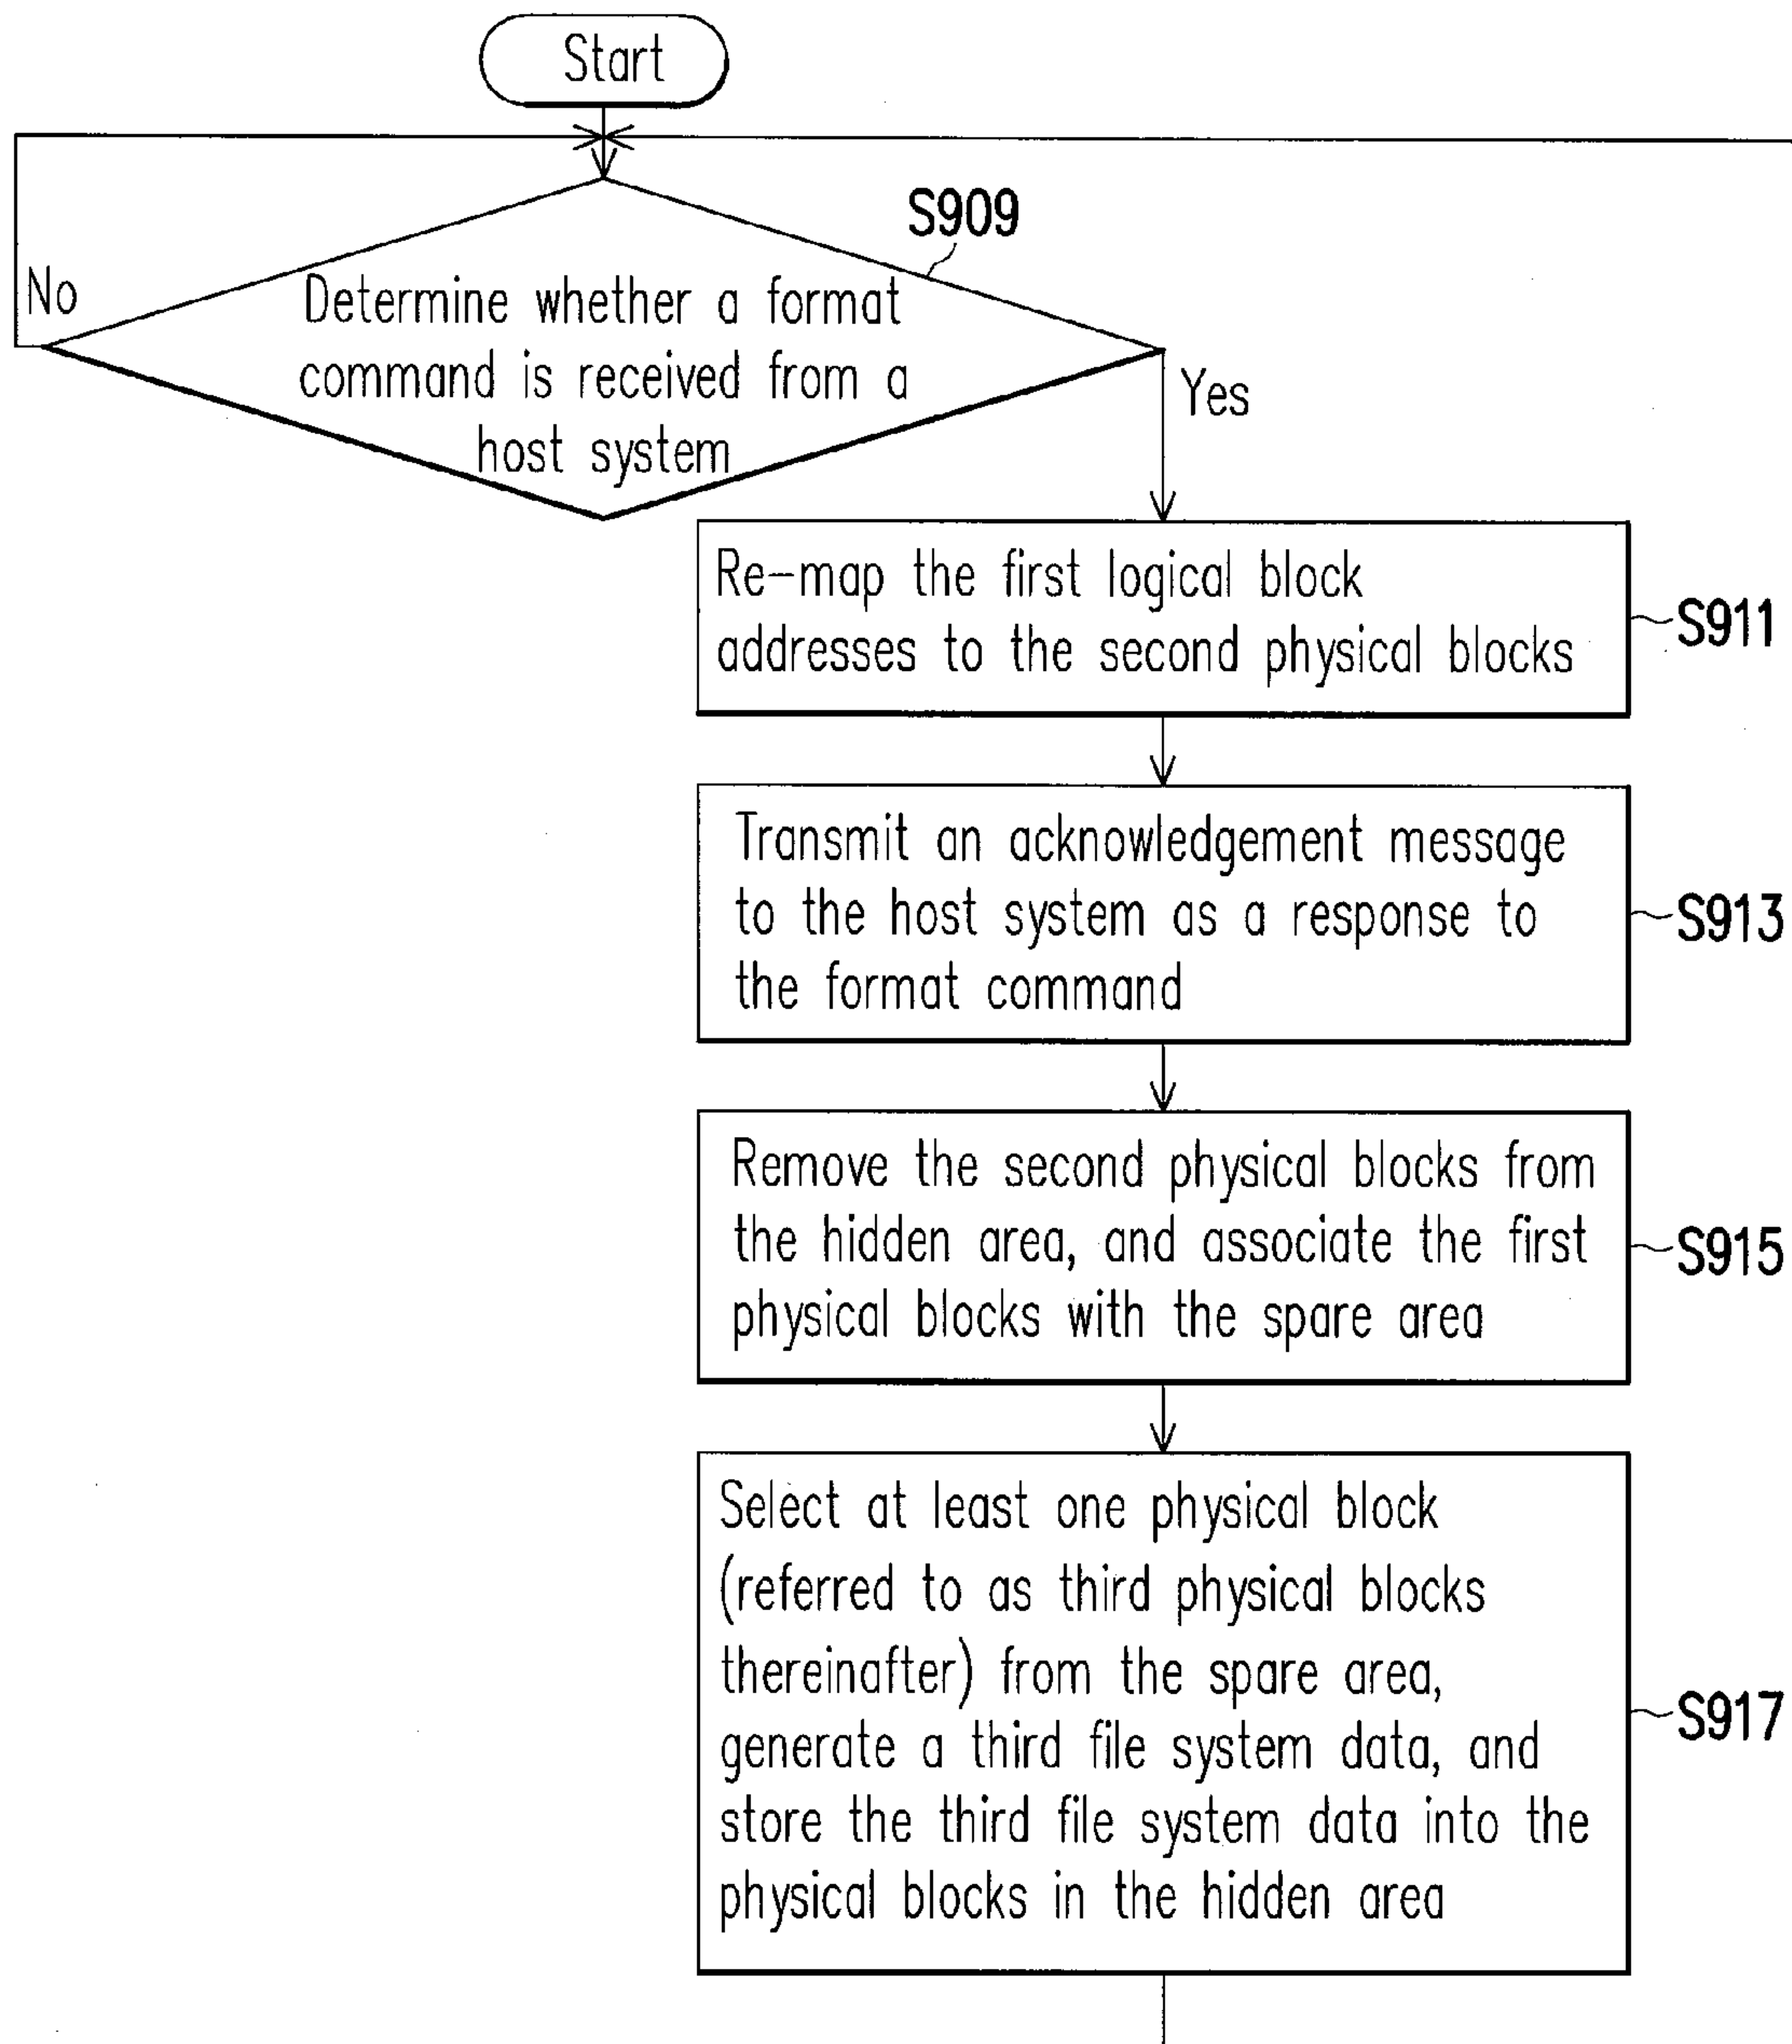 Start
S909
No
Determine whether a format
command is received from a
host system
Yes
Re-map the first logical block
addresses to the second physical blocks
S911
Transmit an acknowledgement message
to the host system as a response to
the format command
S913
Remove the second physical blocks from
the hidden area, and associate the first
physical blocks with the spare area
S915
Select at least one physical block
(referred to as third physical blocks
thereinafter) from the spare area,
generate a third file system data, and
store the third file system data into the
physical blocks in the hidden area
S917